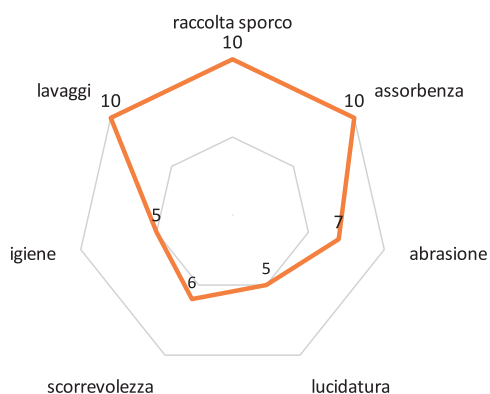 raccolta sporco
10
lavaggi
10
10
assorbenza
5
7
igiene
abrasione
6
5
scorrevolezza
lucidatura